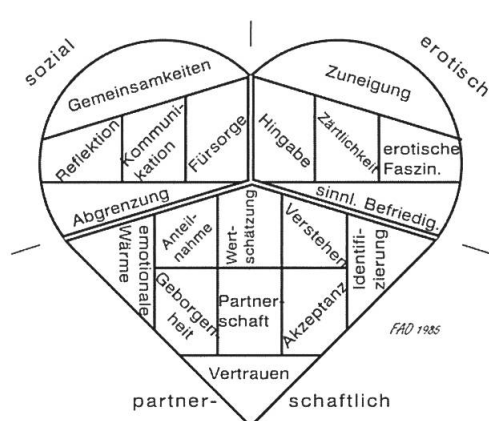 sozial
erotisch
Gemeinsamkeiten
Zuneigung
Reflektion
Kommuni-
kation
Fürsorge
Hingabe
Zärtlichkeit
erotische
Faszin.
Abgrenzung
sinnl. Befriedig.
emotionale
Wärme
Anteil-
nahme
Wert-
schätzung
Verstehen
Identifi-
zierung
Geborgen-
heit
Partner-
schaft
Akzeptanz
FAD 1985
Vertrauen
partner- schaftlich